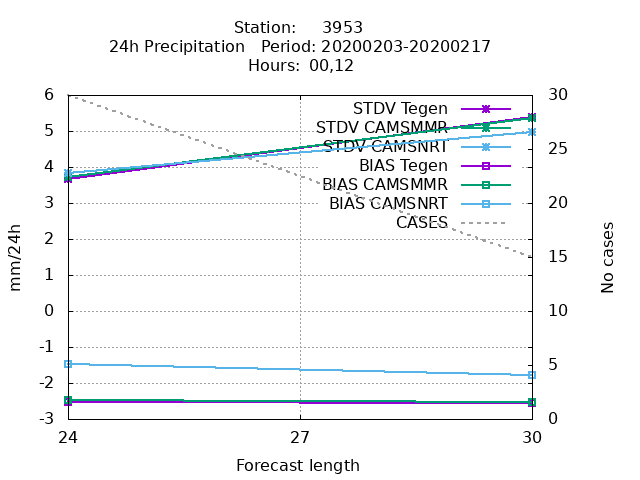 Station: 3953
24h Precipitation Period: 20200203-20200217
Hours: 00,12
6
5
4
3
2
1
0
-1
-2
-3
30
25
20
15
10
5
0
24
27
30
mm/24h
No cases
Forecast length
STDV Tegen
STDV CAMSMMR
STDV CAMSNRT
BIAS Tegen
BIAS CAMSMMR
BIAS CAMSNRT
CASES